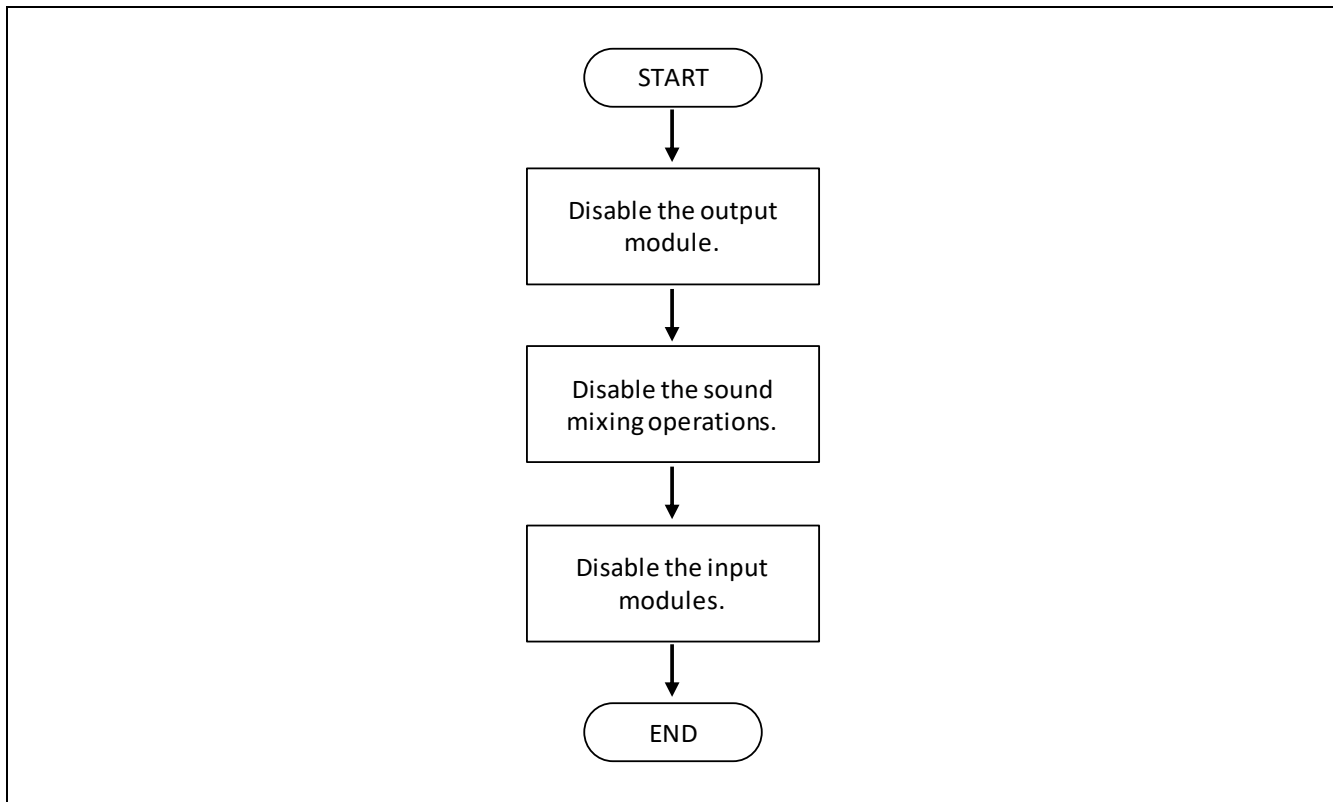 START
Disable the output
module.
Disable the sound
mixing operations.
Disable the input
modules.
END